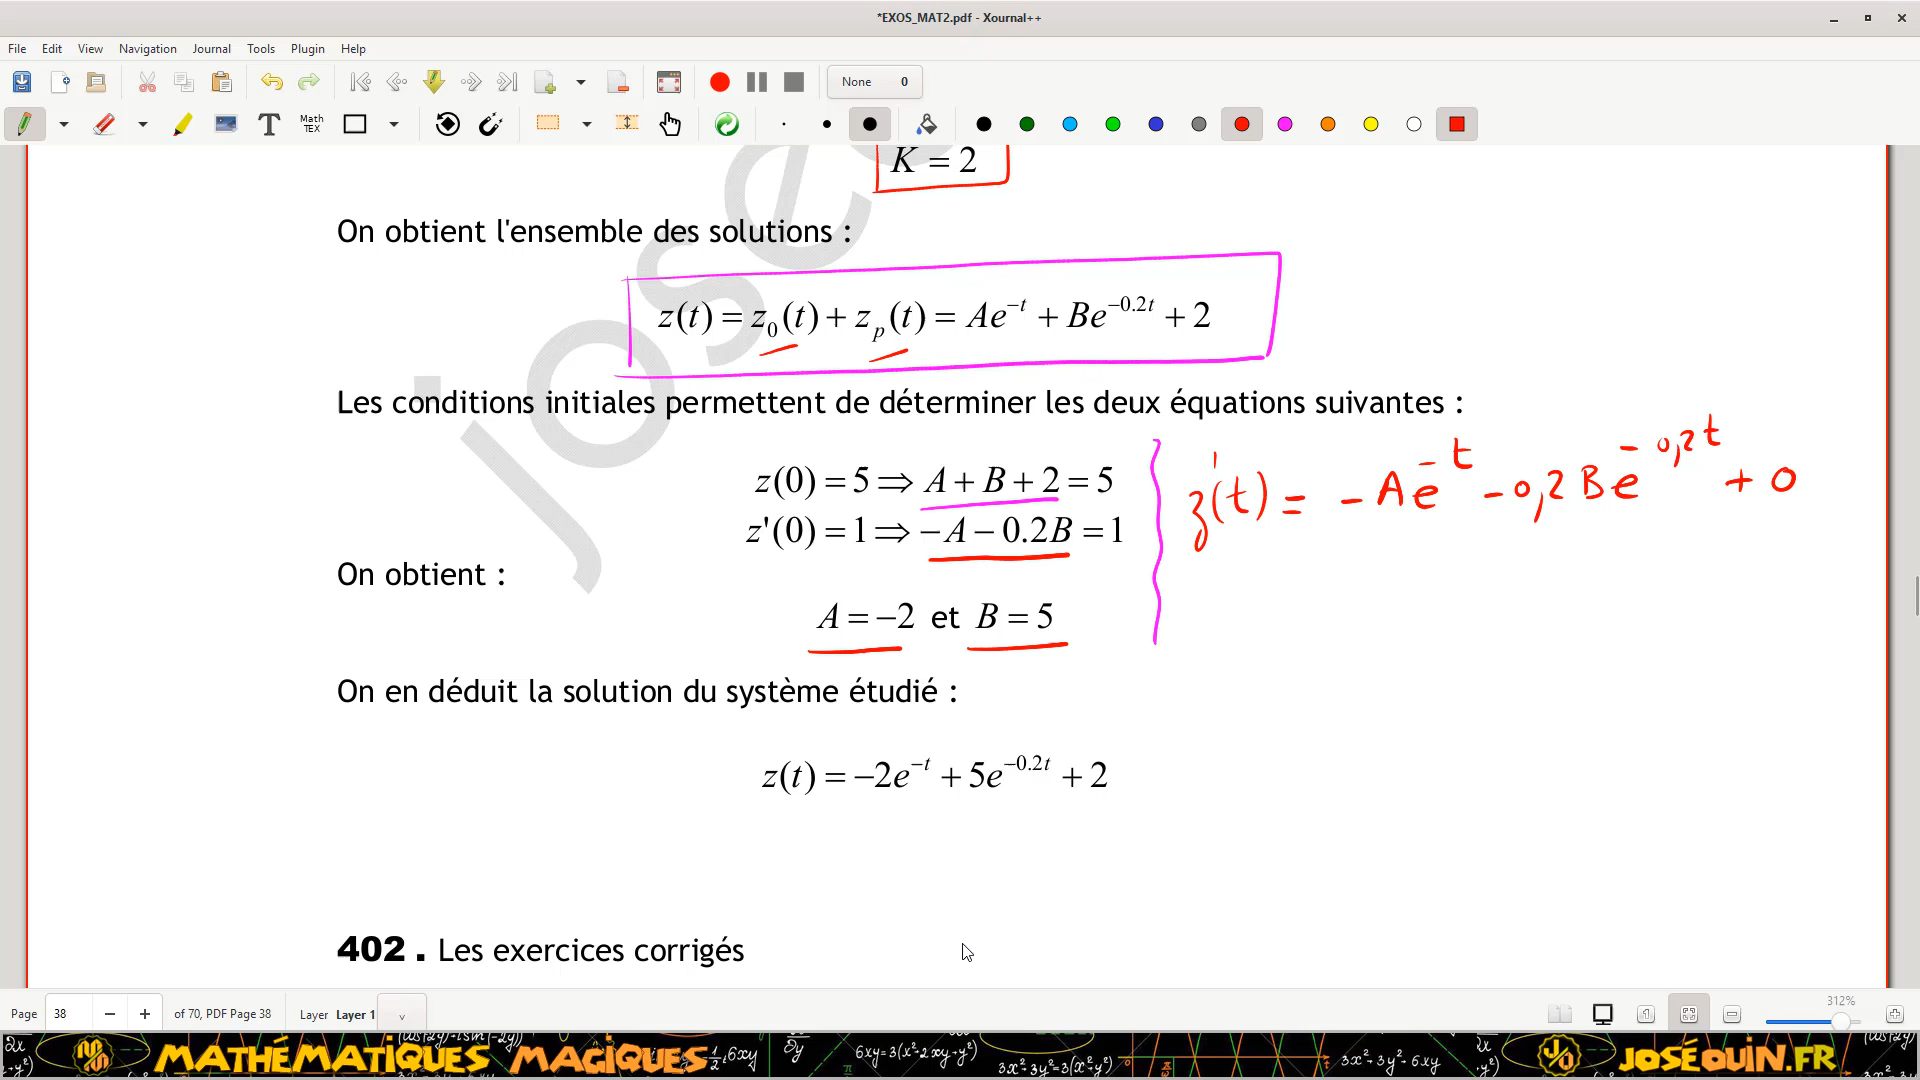 *EXOS_MAT2.pdf - Xournal++
File Edit View Navigation Journal Tools Plugin Help
None 0
Math TEX
K = 2
On obtient l'ensemble des solutions :
z(t) = z₀(t) + zₚ(t) = Ae^{−t} + Be^{−0.2t} + 2
Les conditions initiales permettent de déterminer les deux équations suivantes :
z(0) = 5 ⇒ A + B + 2 = 5
z'(0) = 1 ⇒ −A − 0.2B = 1
z'(t) = − Ae^{−t} − 0,2 Be^{−0,2t} + 0
On obtient :
A = −2 et B = 5
On en déduit la solution du système étudié :
z(t) = −2e^{−t} + 5e^{−0.2t} + 2
402 . Les exercices corrigés
Page 38 − + of 70, PDF Page 38 Layer Layer 1 312%
MATHÉMATIQUES MAGIQUES JOSÉOUIN.FR